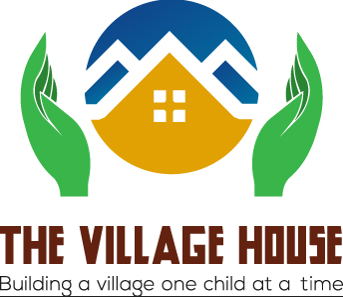 THE VILLAGE HOUSE
Building a village one child at a time